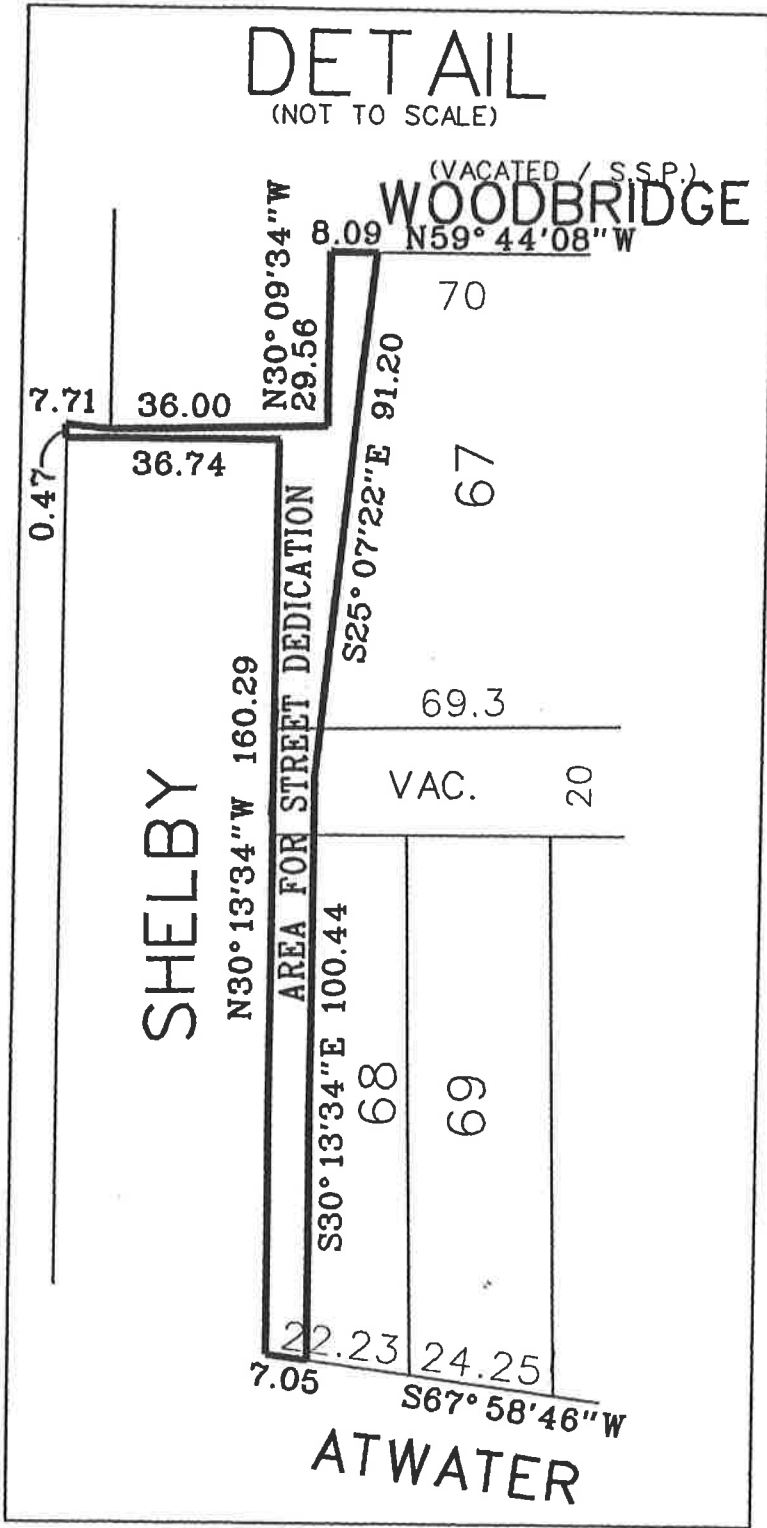 DETAIL
(NOT TO SCALE)
(VACATED / S.S.P.)
WOODBRIDGE
8.09 N59°44'08"W
N30°09'34"W
29.56
70
7.71 36.00
36.74
0.47
S25°07'22"E 91.20
67
AREA FOR STREET DEDICATION
69.3
VAC.
20
SHELBY
N30°13'34"W 160.29
S30°13'34"E 100.44
68
69
22.23
24.25
7.05
S67°58'46"W
ATWATER